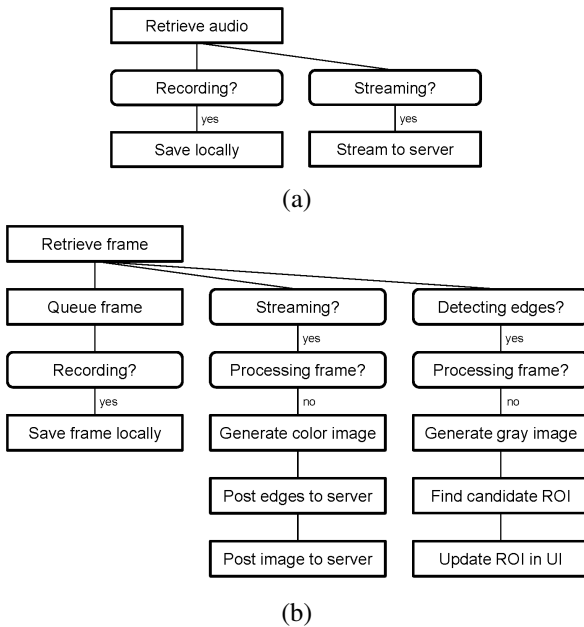 Retrieve audio
Recording?
Streaming?
yes
yes
Save locally
Stream to server
(a)
Retrieve frame
Queue frame
Streaming?
Detecting edges?
yes
yes
Recording?
Processing frame?
Processing frame?
yes
no
no
Save frame locally
Generate color image
Generate gray image
Post edges to server
Find candidate ROI
Post image to server
Update ROI in UI
(b)